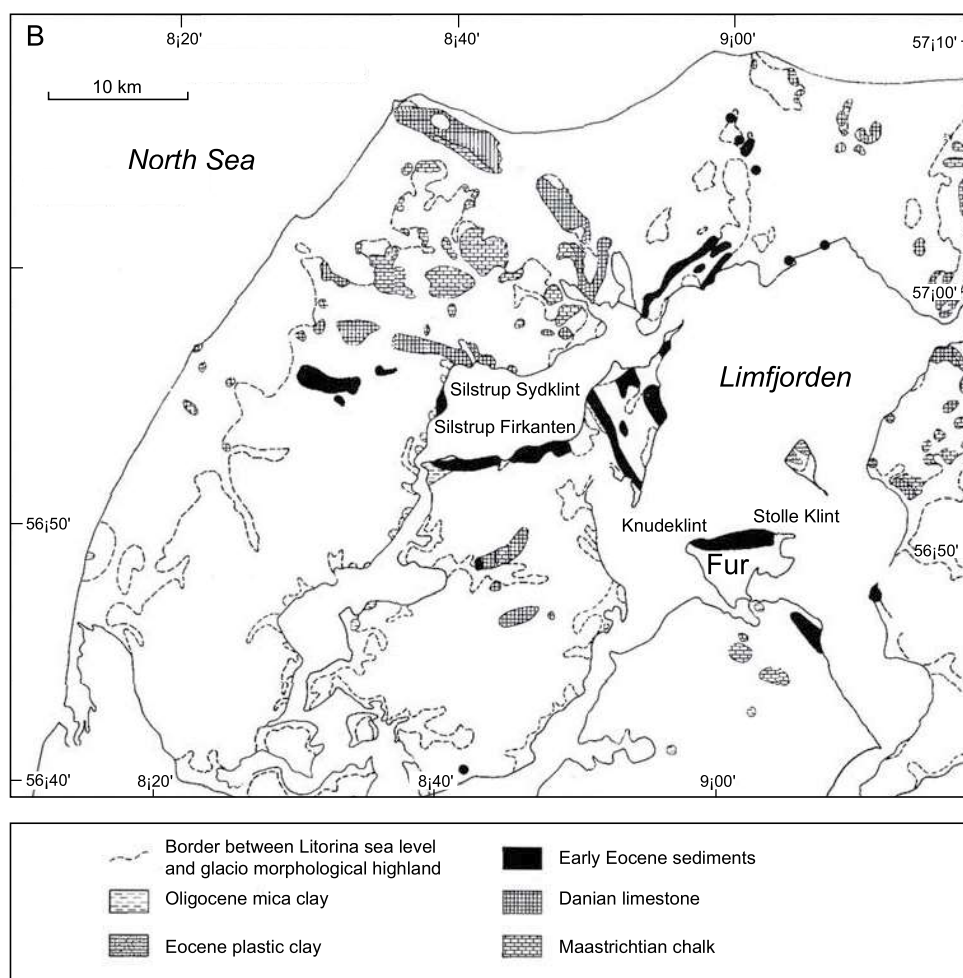 B
8¡20'
8¡40'
9¡00'
57¡10'
10 km
North Sea
57¡00'
Limfjorden
Silstrup Sydklint
Silstrup Firkanten
56¡50'
Knudeklint
Stolle Klint
56¡50'
Fur
56¡40'
8¡20'
8¡40'
9¡00'
Border between Litorina sea level
and glacio morphological highland
Oligocene mica clay
Eocene plastic clay
Early Eocene sediments
Danian limestone
Maastrichtian chalk